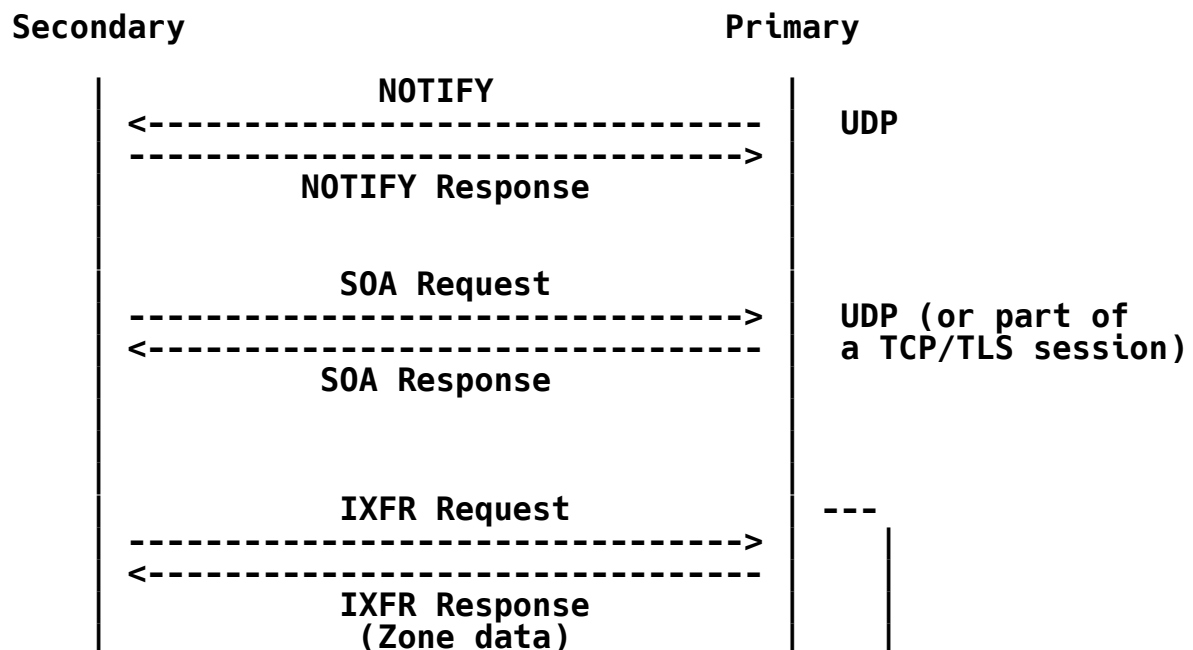 Secondary Primary
NOTIFY
<-------------------------------- UDP
-------------------------------->
NOTIFY Response
SOA Request
--------------------------------> UDP (or part of
<-------------------------------- a TCP/TLS session)
SOA Response
IXFR Request ---
-------------------------------->
<--------------------------------
IXFR Response
(Zone data)